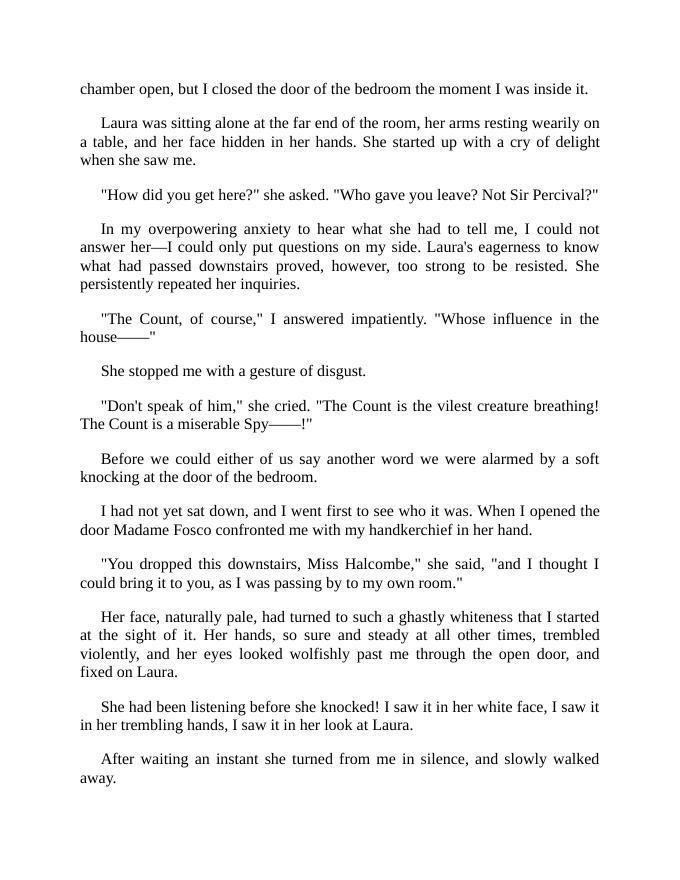 chamber open, but I closed the door of the bedroom the moment I was inside it.
Laura was sitting alone at the far end of the room, her arms resting wearily on
a table, and her face hidden in her hands. She started up with a cry of delight
when she saw me.
"How did you get here?" she asked. "Who gave you leave? Not Sir Percival?"
In my overpowering anxiety to hear what she had to tell me, I could not
answer her—I could only put questions on my side. Laura's eagerness to know
what had passed downstairs proved, however, too strong to be resisted. She
persistently repeated her inquiries.
"The Count, of course," I answered impatiently. "Whose influence in the
house——"
She stopped me with a gesture of disgust.
"Don't speak of him," she cried. "The Count is the vilest creature breathing!
The Count is a miserable Spy——!"
Before we could either of us say another word we were alarmed by a soft
knocking at the door of the bedroom.
I had not yet sat down, and I went first to see who it was. When I opened the
door Madame Fosco confronted me with my handkerchief in her hand.
"You dropped this downstairs, Miss Halcombe," she said, "and I thought I
could bring it to you, as I was passing by to my own room."
Her face, naturally pale, had turned to such a ghastly whiteness that I started
at the sight of it. Her hands, so sure and steady at all other times, trembled
violently, and her eyes looked wolfishly past me through the open door, and
fixed on Laura.
She had been listening before she knocked! I saw it in her white face, I saw it
in her trembling hands, I saw it in her look at Laura.
After waiting an instant she turned from me in silence, and slowly walked
away.